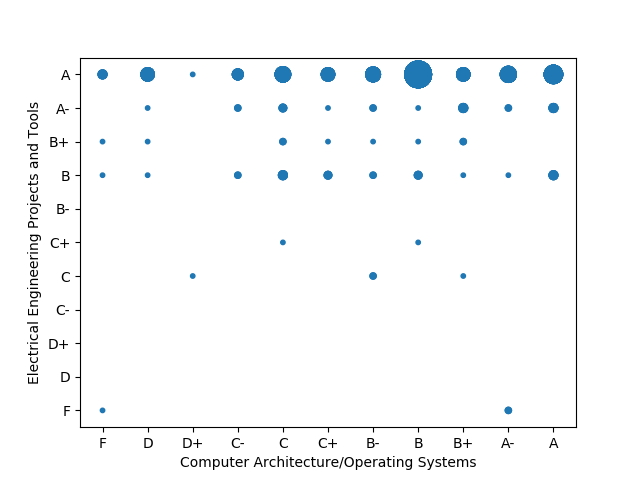 Electrical Engineering Projects and Tools
A
A-
B+
B
B-
C+
C
C-
D+
D
F
F D D+ C- C C+ B- B B+ A- A
Computer Architecture/Operating Systems